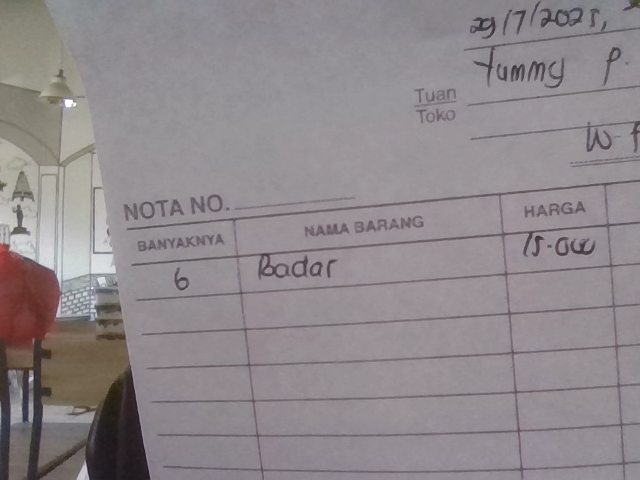 29/7/2025,
Yummy P.
Tuan
Toko
W. F
NOTA NO.
BANYAKNYA NAMA BARANG HARGA
6 Badar 15.000